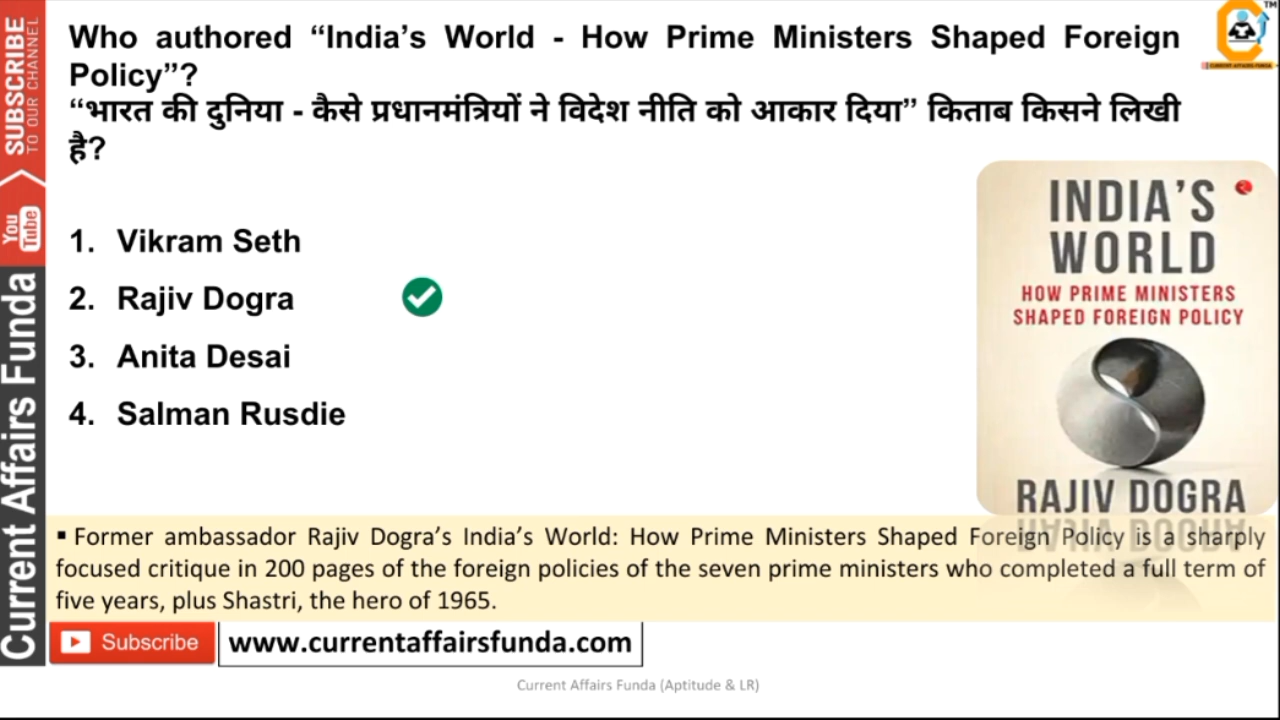 Who authored “India’s World - How Prime Ministers Shaped Foreign
Policy”?
“भारत की दुनिया - कैसे प्रधानमंत्रियों ने विदेश नीति को आकार दिया” किताब किसने लिखी
है?
1. Vikram Seth
2. Rajiv Dogra
3. Anita Desai
4. Salman Rusdie
INDIA’S
WORLD
HOW PRIME MINISTERS
SHAPED FOREIGN POLICY
RAJIV DOGRA
▪ Former ambassador Rajiv Dogra’s India’s World: How Prime Ministers Shaped Foreign Policy is a sharply
focused critique in 200 pages of the foreign policies of the seven prime ministers who completed a full term of
five years, plus Shastri, the hero of 1965.
Subscribe
www.currentaffairsfunda.com
Current Affairs Funda (Aptitude & LR)
SUBSCRIBE
TO OUR CHANNEL
You
Tube
Current Affairs Funda
TM
CURRENT AFFAIRS FUNDA